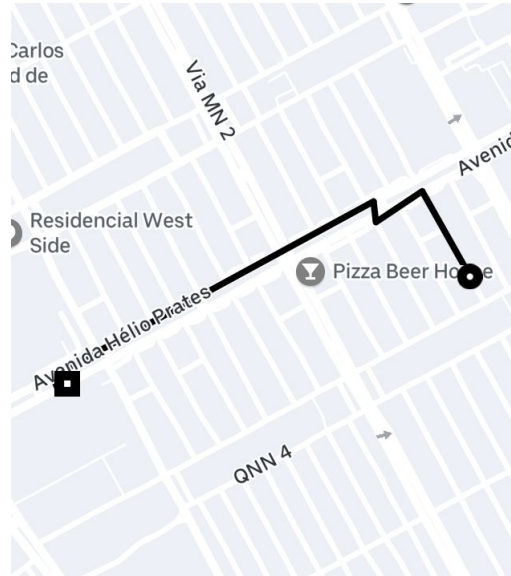 Carlos
d de
Via MN 2
Avenid
Residencial West
Side
Pizza Beer House
Avenida Hélio Prates
QNN 4